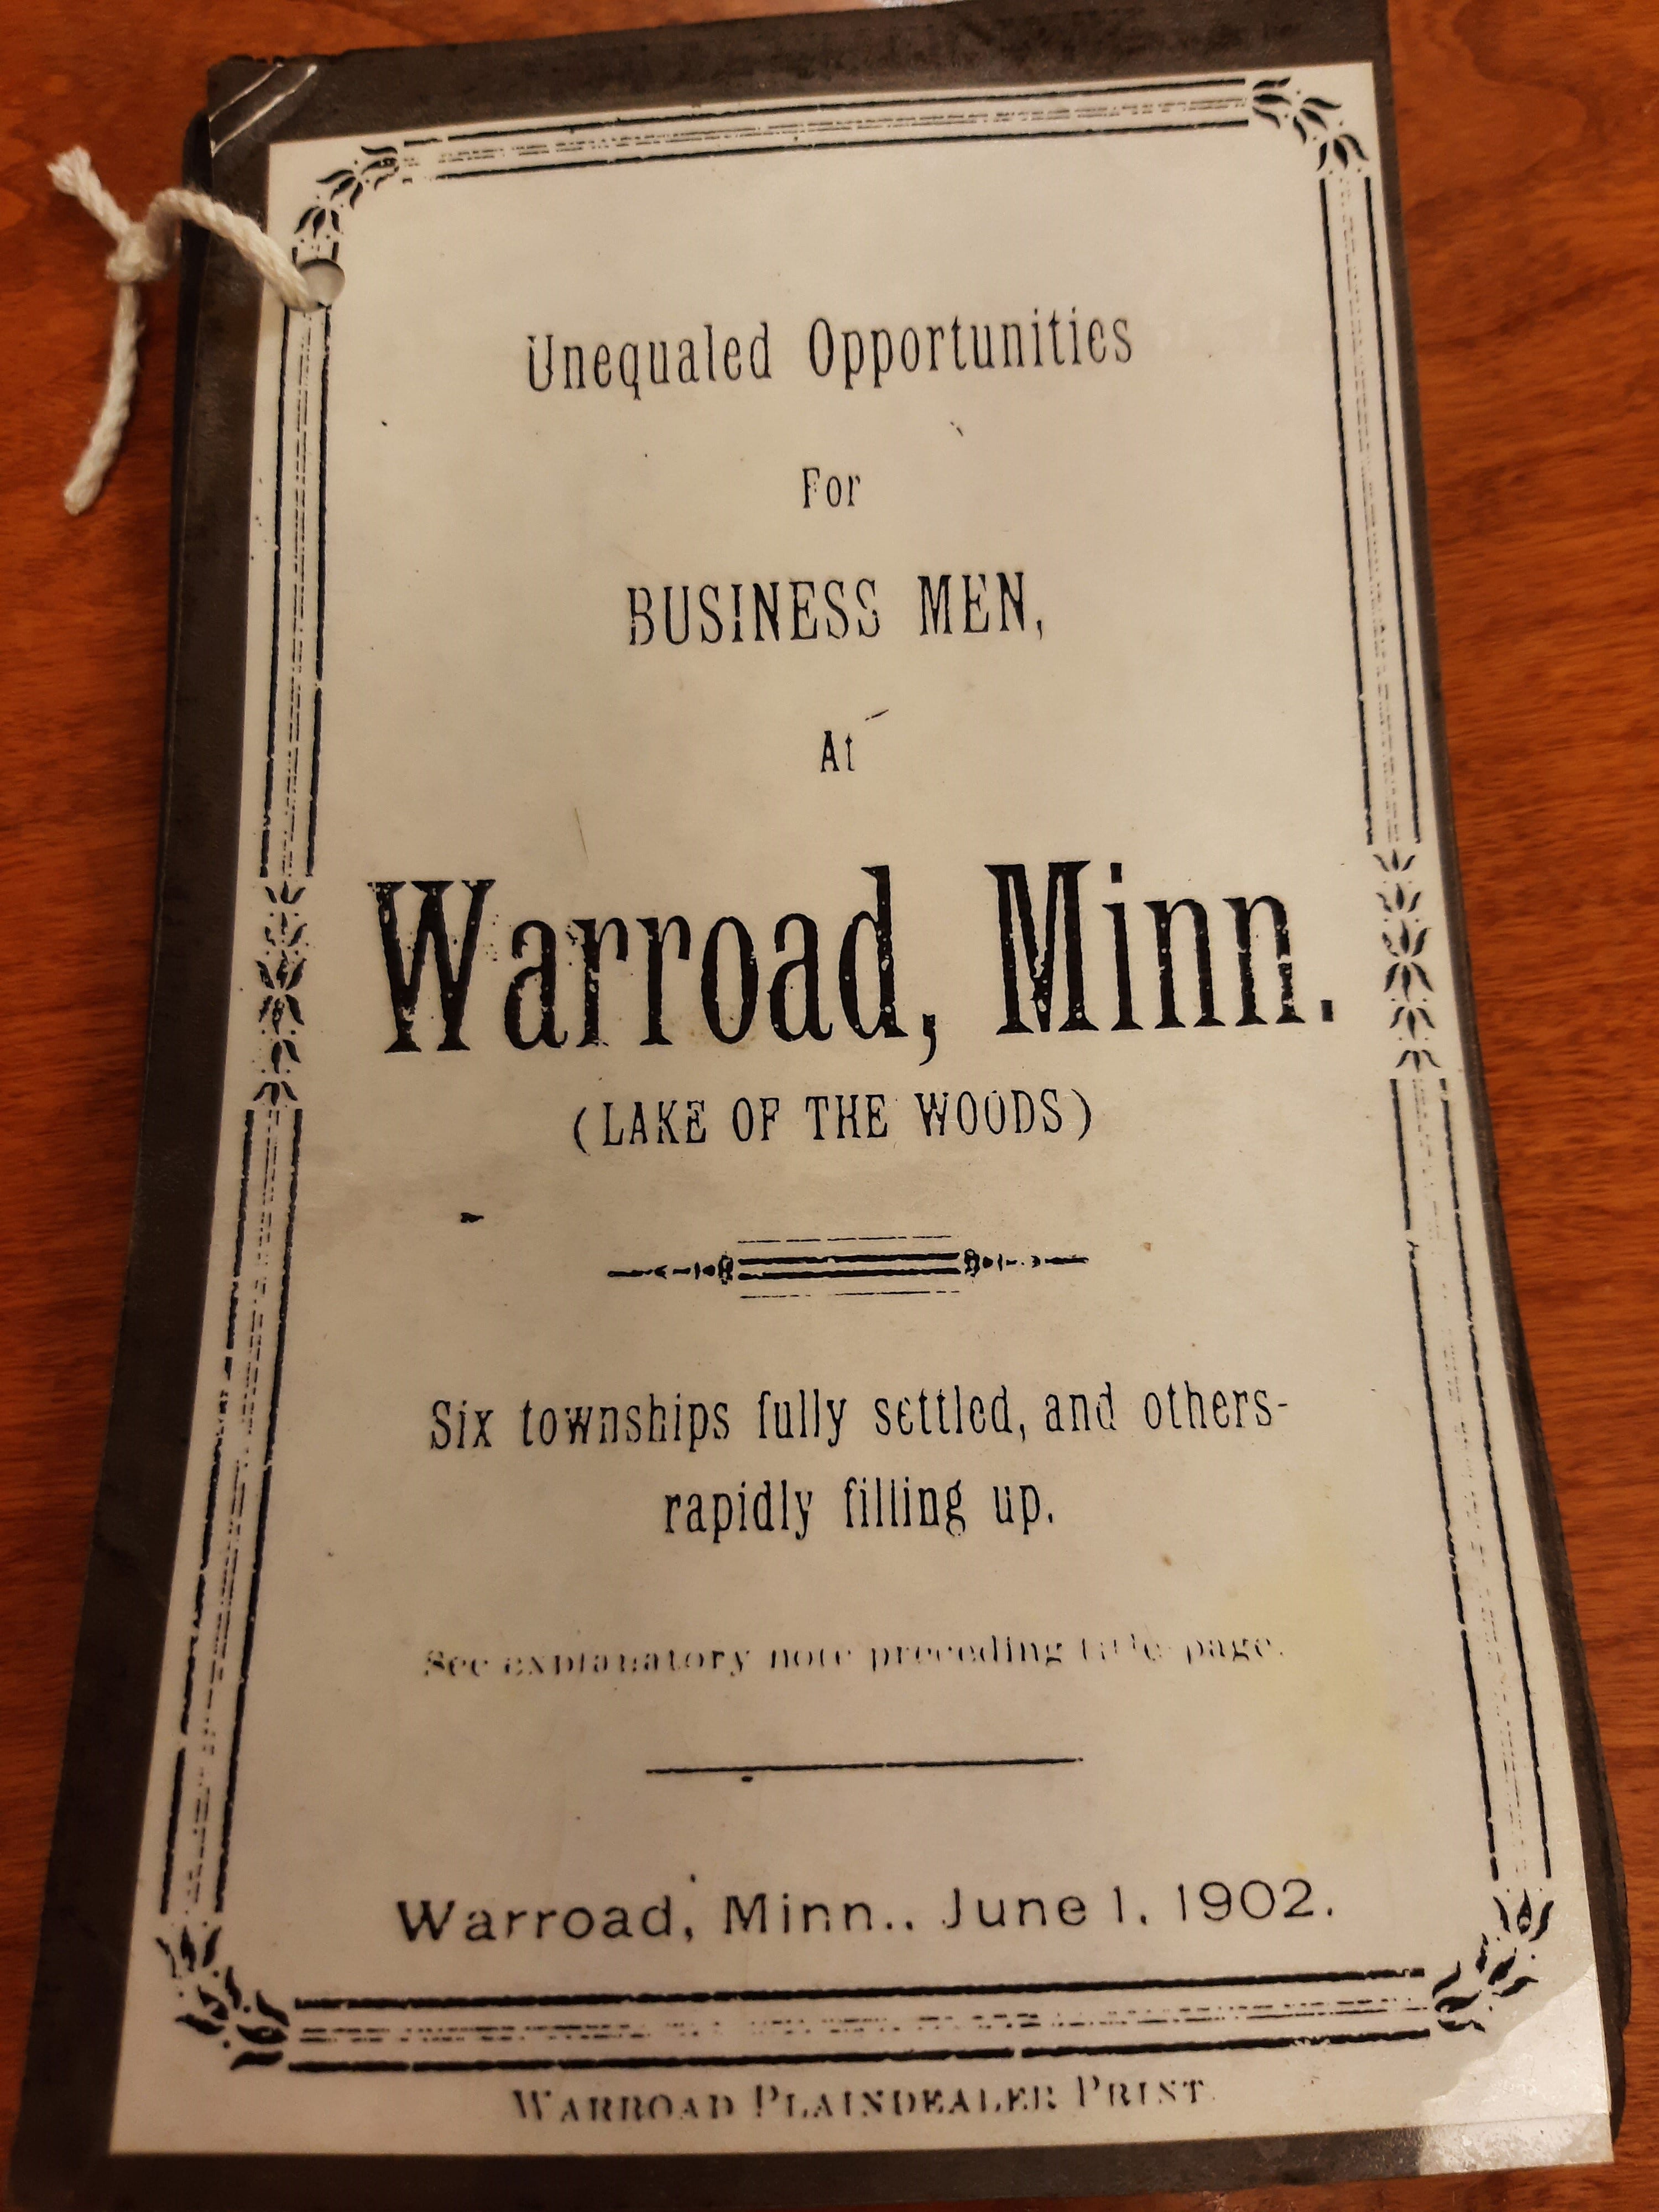 Unequaled Opportunities
For
BUSINESS MEN,
At
Warroad, Minn.
(LAKE OF THE WOODS)
Six townships fully settled, and others-
rapidly filling up.
See explanatory note preceding title page.
Warroad, Minn., June 1, 1902.
WARROAD PLAINDEALER PRINT.